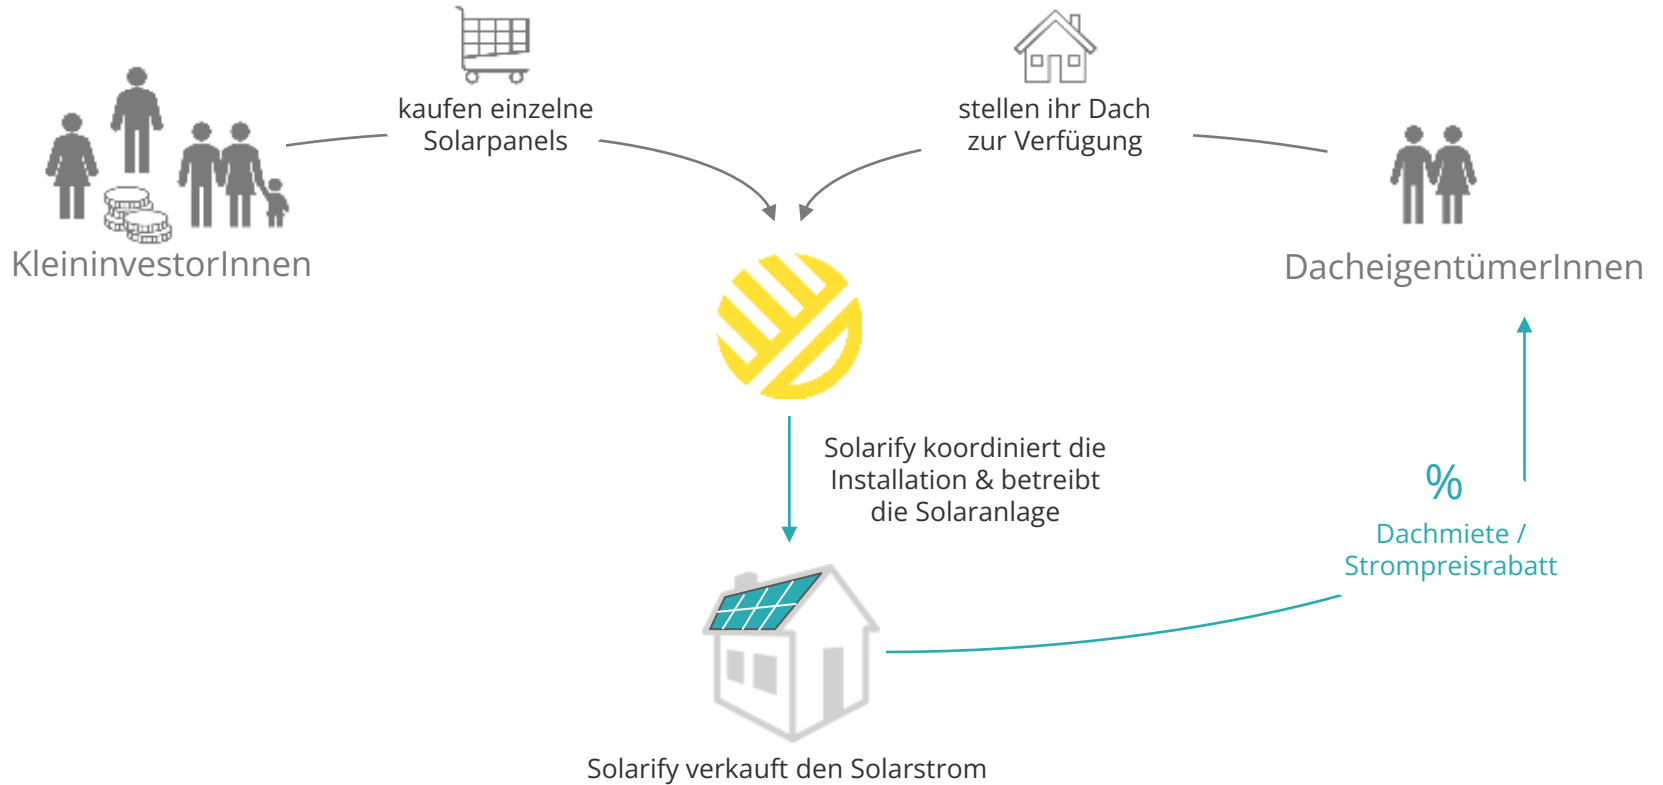 kaufen einzelne
Solarpanels
stellen ihr Dach
zur Verfügung
KleininvestorInnen
DacheigentümerInnen
Solarify koordiniert die
Installation & betreibt
die Solaranlage
%
Dachmiete /
Strompreisrabatt
Solarify verkauft den Solarstrom